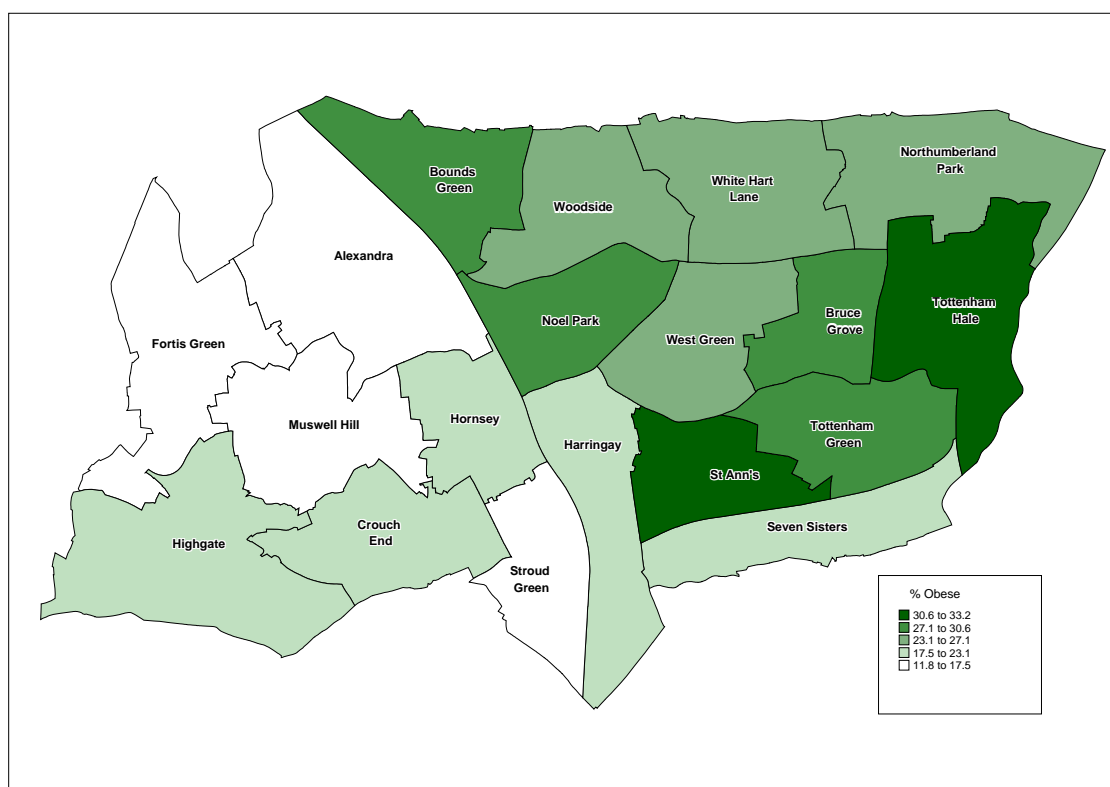 Bounds
Green
Woodside
White Hart
Lane
Northumberland
Park
Alexandra
Tottenham
Hale
Noel Park
Bruce
Grove
Fortis Green
West Green
Muswell Hill
Hornsey
Harringay
Tottenham
Green
St Ann's
Highgate
Crouch
End
Seven Sisters
Stroud
Green
% Obese
30.6 to 33.2
27.1 to 30.6
23.1 to 27.1
17.5 to 23.1
11.8 to 17.5